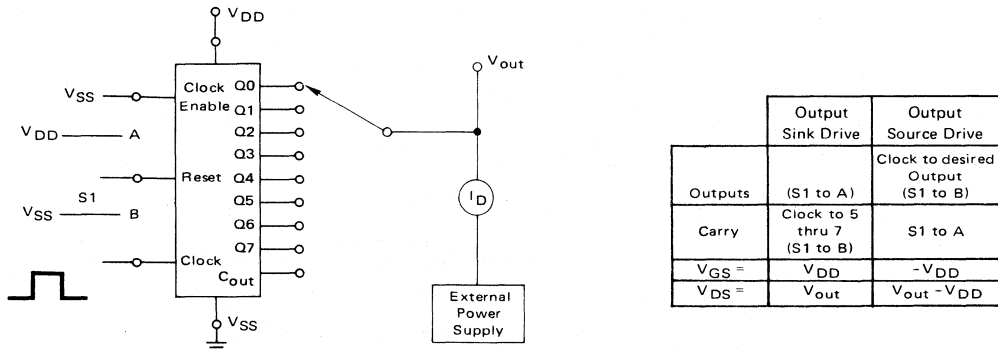 VDD
Vout
VSS
Clock
Enable
Q0
Q1
VDD
A
Q2
Q3
Reset
Q4
S1
Q5
VSS
B
Q6
Q7
Clock
Cout
ID
VSS
External
Power
Supply
Output
Sink Drive
Output
Source Drive
Outputs
(S1 to A)
Clock to desired
Output
(S1 to B)
Carry
Clock to 5
thru 7
(S1 to B)
S1 to A
VGS =
VDD
-VDD
VDS =
Vout
Vout -VDD